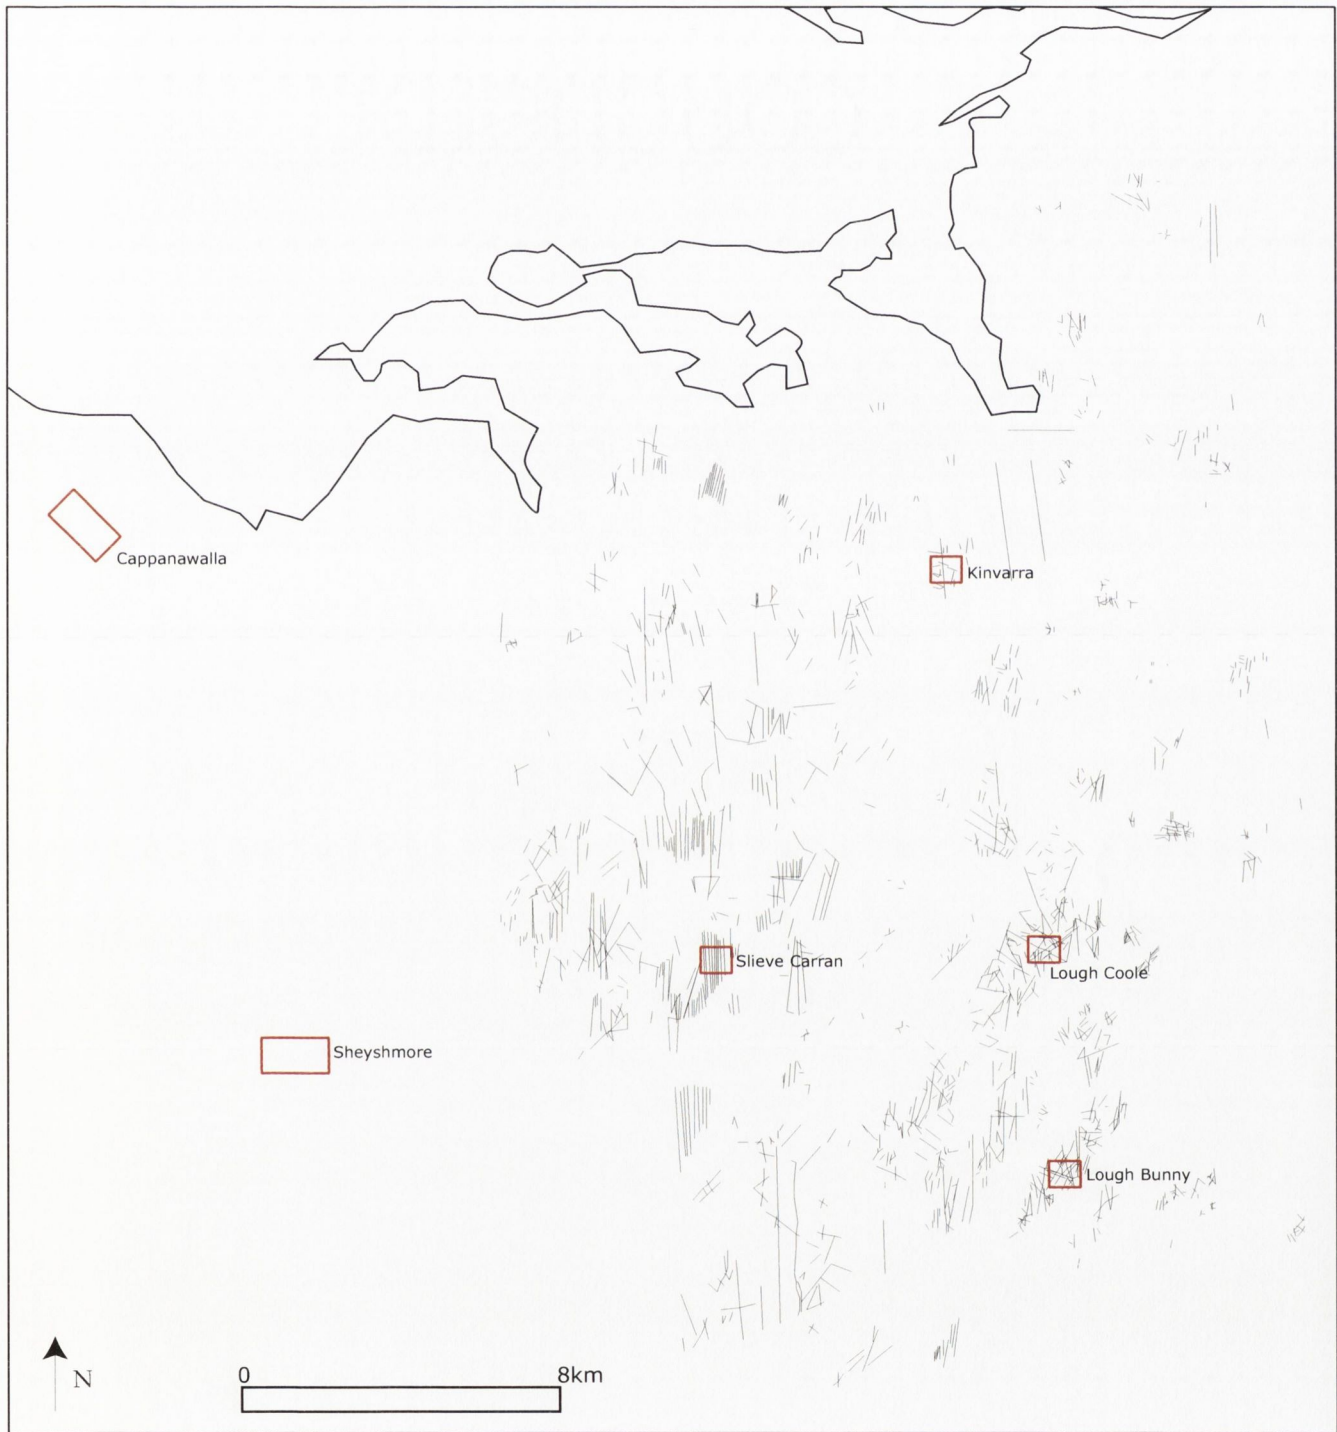 Cappanawalla
Kinvarra
Slieve Carran
Lough Coole
Sheyshmore
Lough Bunny
0 8km
N